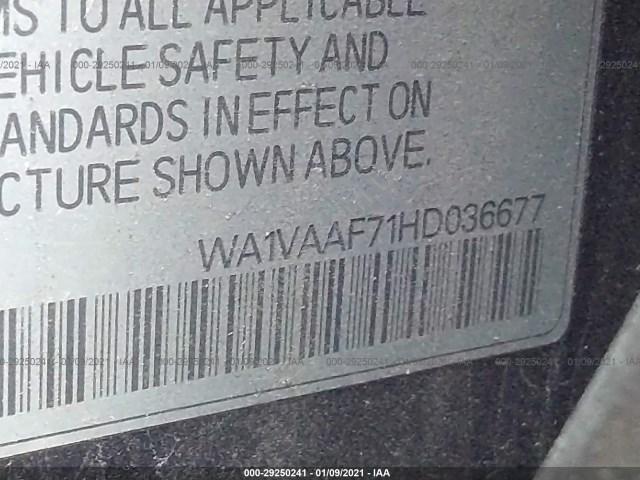 MS TO ALL APPLICABLE
EHICLE SAFETY AND
ANDARDS IN EFFECT ON
CTURE SHOWN ABOVE.
WA1VAAF71HD036677
000-29250241 - 01/09/2021 - IAA